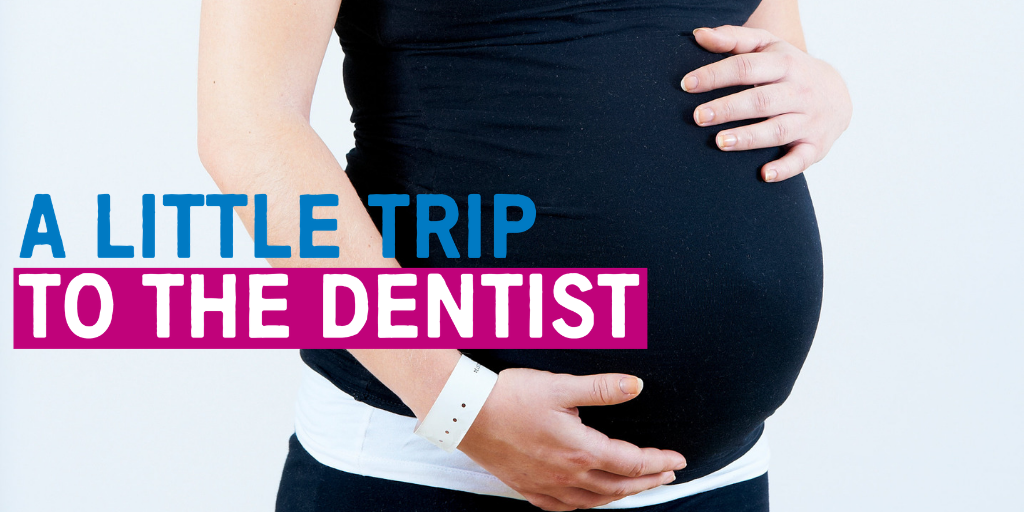 A LITTLE TRIP
TO THE DENTIST